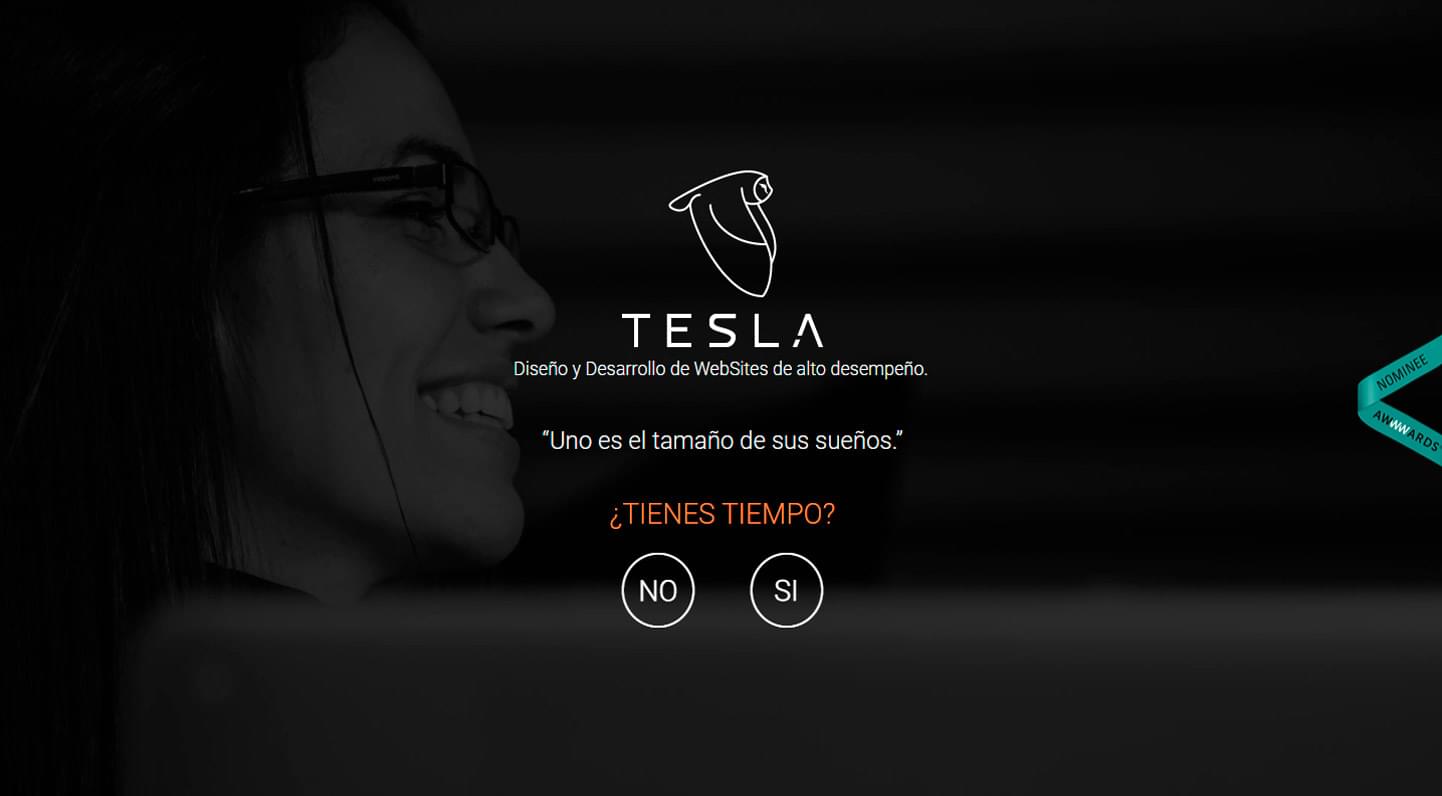 TESLA
Diseño y Desarrollo de WebSites de alto desempeño.
“Uno es el tamaño de sus sueños.”
¿TIENES TIEMPO?
NO SI
NOMINEE
AWWWARDS